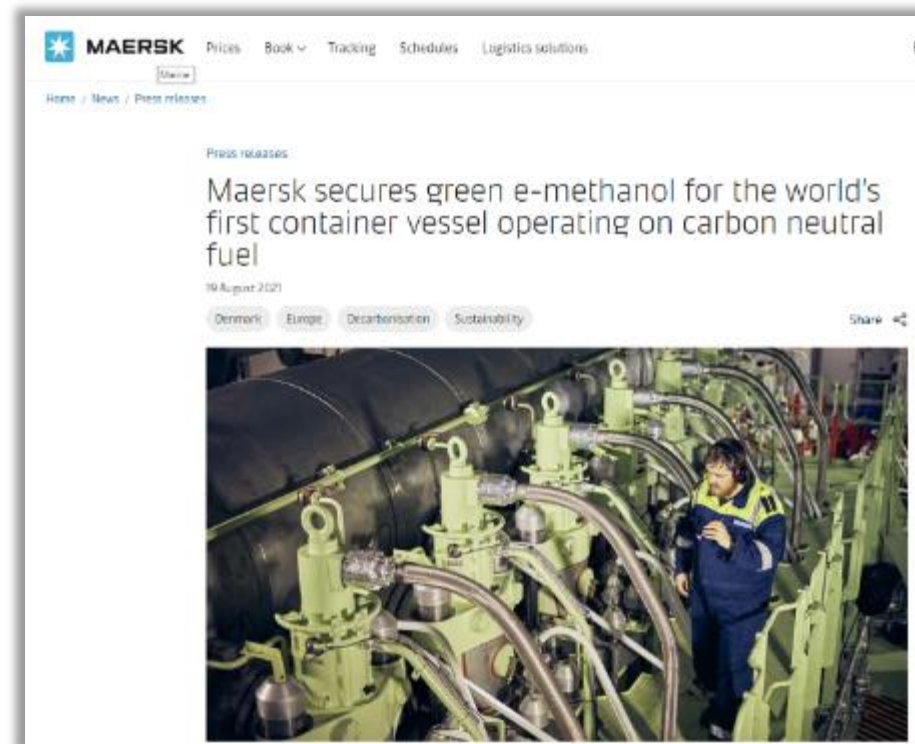 MAERSK Prices Book Tracking Schedules Logistics solutions
Home / News / Press releases
Press releases
Maersk secures green e-methanol for the world's
first container vessel operating on carbon neutral
fuel
19 August 2021
Denmark Europe Decarbonisation Sustainability Share